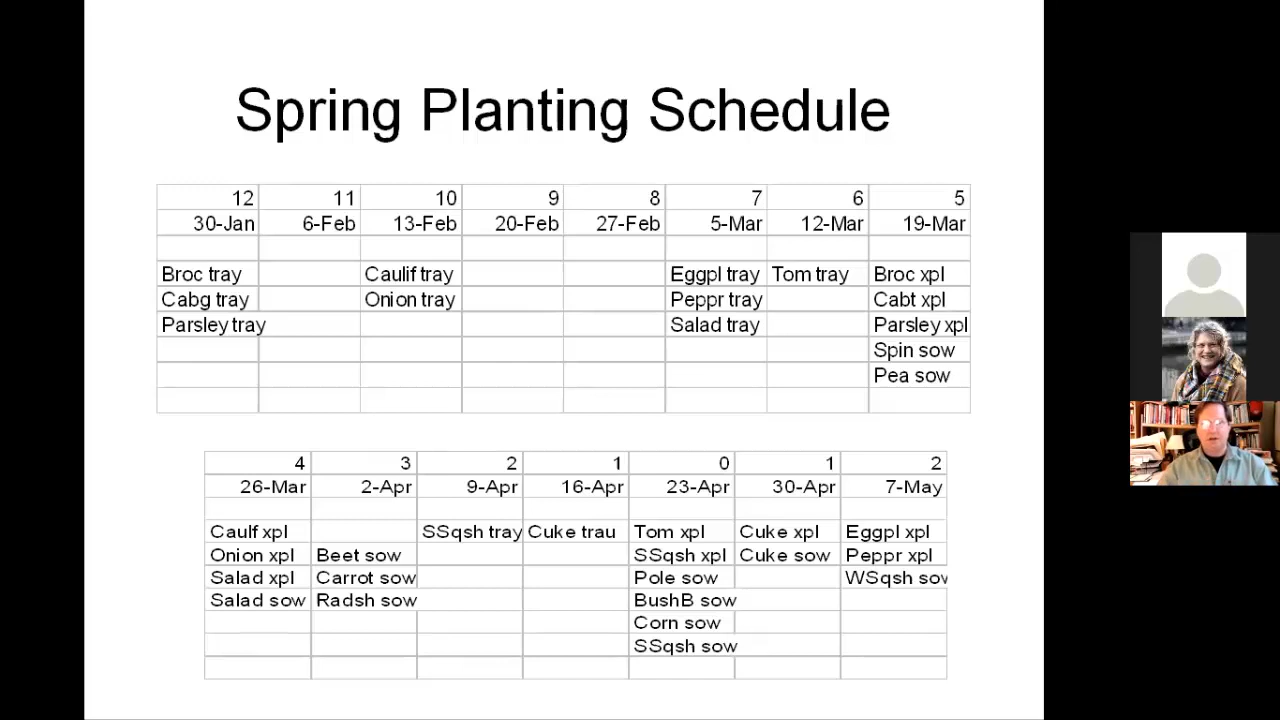 Spring Planting Schedule
12 11 10 9 8 7 6 5
30-Jan 6-Feb 13-Feb 20-Feb 27-Feb 5-Mar 12-Mar 19-Mar
Broc tray Caulif tray Eggpl tray Tom tray Broc xpl
Cabg tray Onion tray Peppr tray Cabt xpl
Parsley tray Salad tray Parsley xpl
Spin sow
Pea sow
4 3 2 1 0 1 2
26-Mar 2-Apr 9-Apr 16-Apr 23-Apr 30-Apr 7-May
Caulf xpl SSqsh tray Cuke trau Tom xpl Cuke xpl Eggpl xpl
Onion xpl Beet sow SSqsh xpl Cuke sow Peppr xpl
Salad xpl Carrot sow Pole sow WSqsh sow
Salad sow Radsh sow BushB sow
Corn sow
SSqsh sow